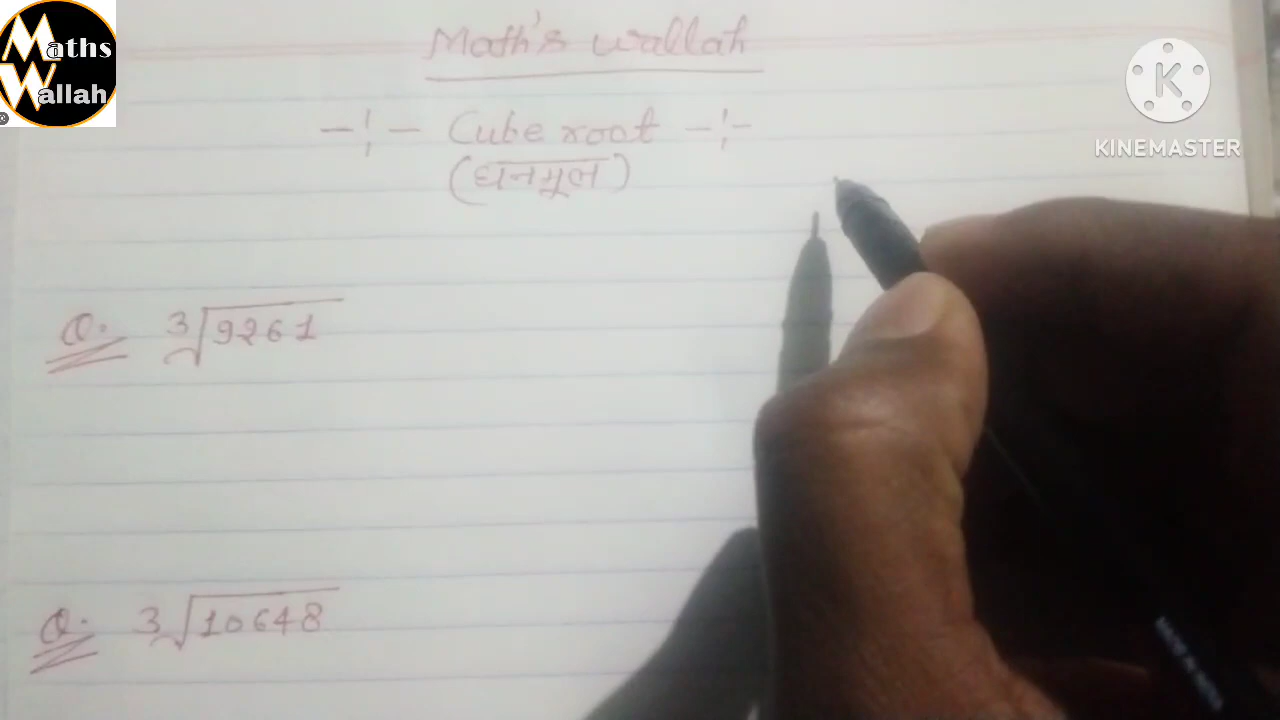 Maths
Wallah
©
KINEMASTER
Math's wallah
-:- Cube root -:-
(घनमूल)
Q. 3√9261
Q. 3√10648